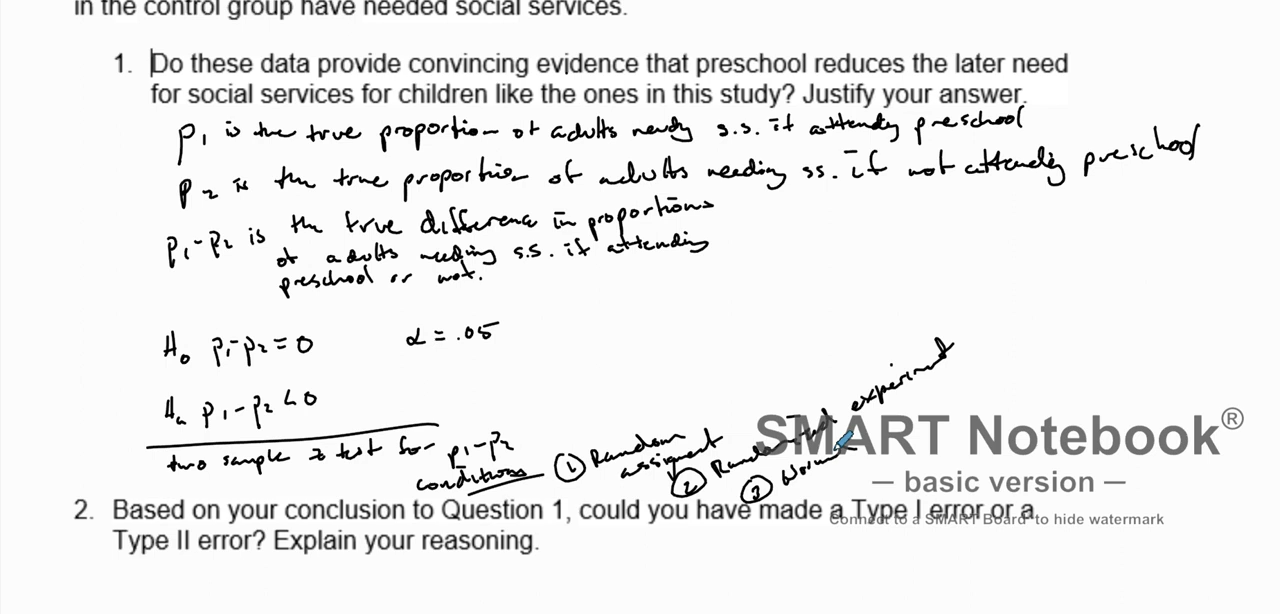 in the control group have needed social services.
1. Do these data provide convincing evidence that preschool reduces the later need
for social services for children like the ones in this study? Justify your answer.
p1 is the true proportion of adults needg s.s. if attendg preschool
p2 is the true proportion of adults needing ss. if not attending preschool
p1-p2 is the true difference in proportions
of adults needing s.s. if attending
preschool or not.
H0 p1-p2=0 α=.05
Ha p1-p2<0
two sample z test for p1-p2
conditions ① Random
assignment
② Randomized experiment
③
SMART Notebook®
— basic version —
Connect to a SMART Board to hide watermark
2. Based on your conclusion to Question 1, could you have made a Type I error or a
Type II error? Explain your reasoning.